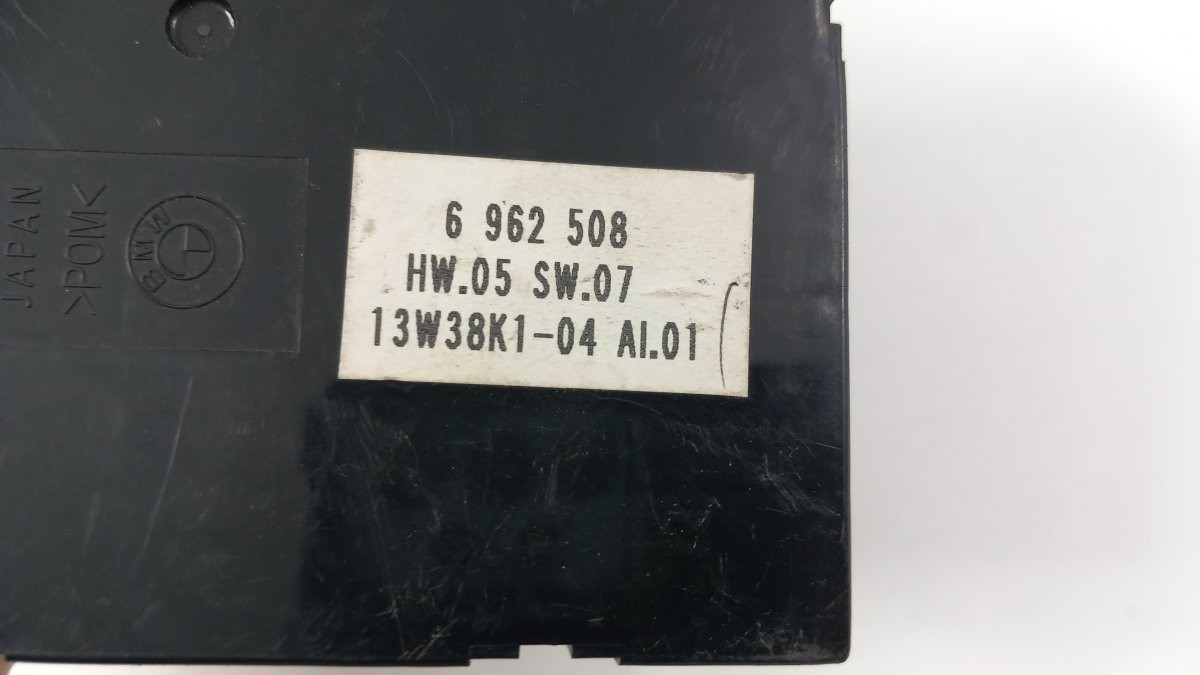 6 962 508
HW.05 SW.07
13W38K1-04 AI.01
JAPAN
>POM<
BMW